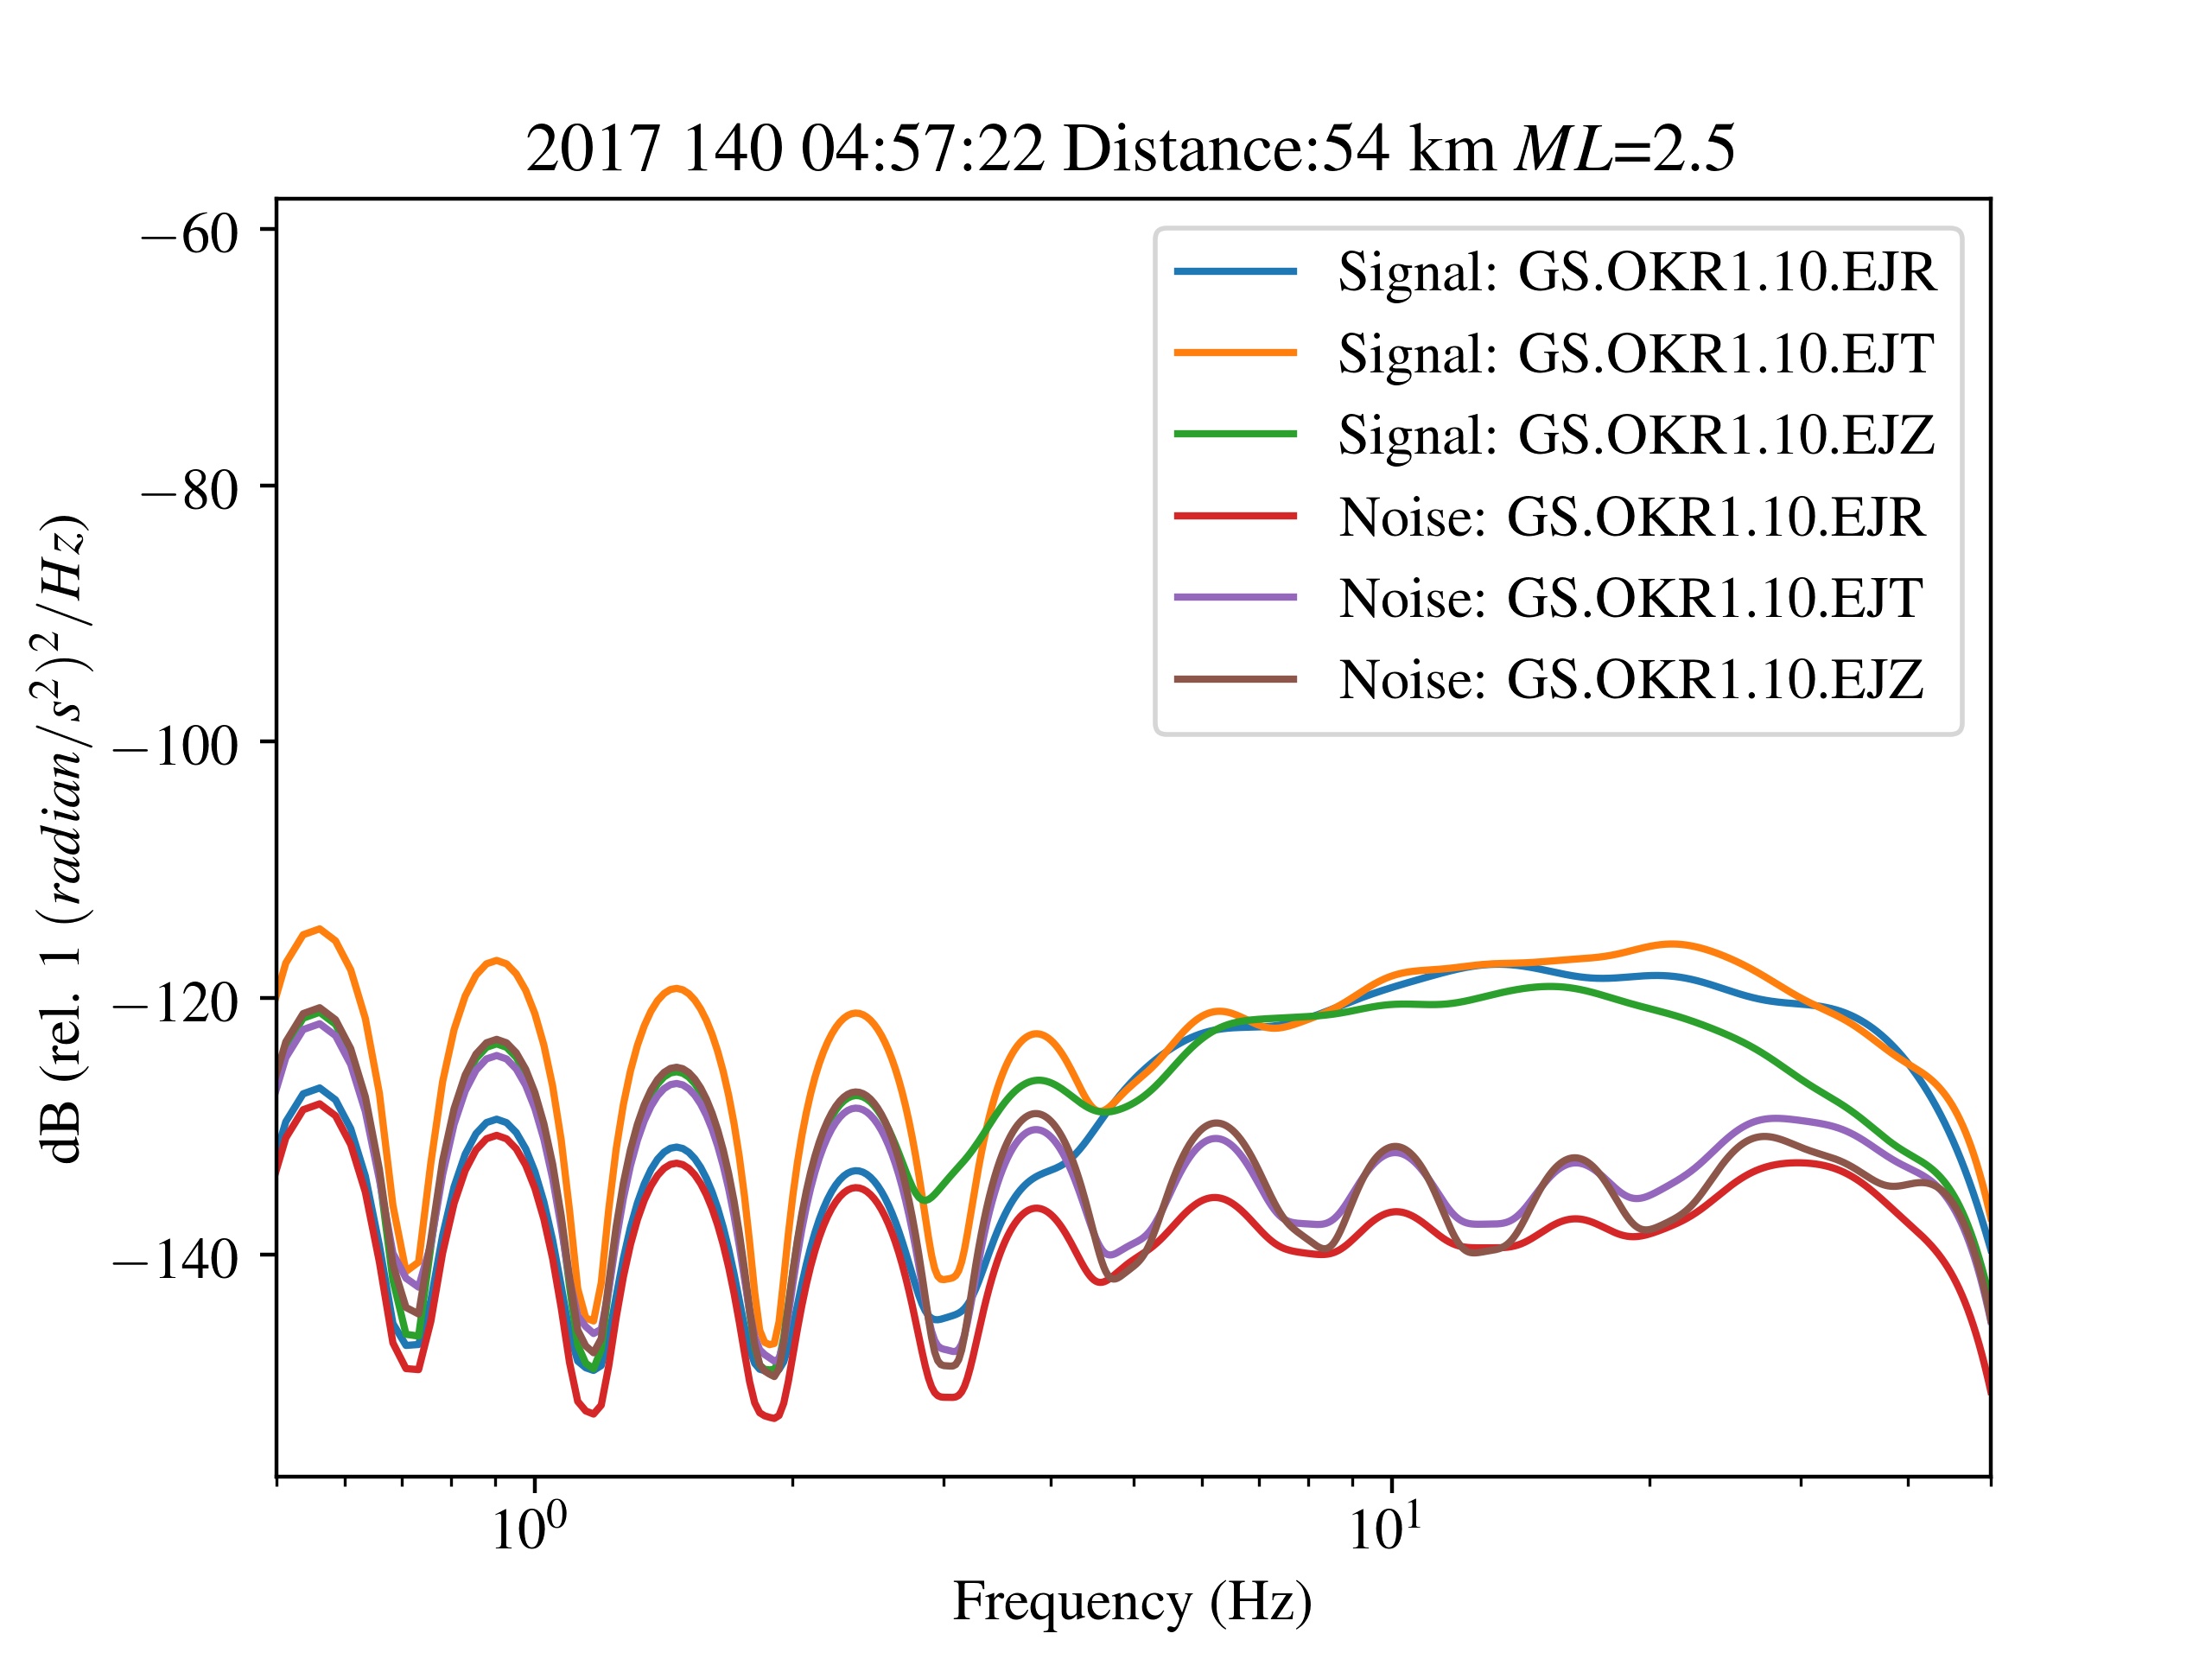 2017 140 04:57:22 Distance:54 km ML=2.5
−60
−80
−100
−120
−140
dB (rel. 1 (radian/s²)²/Hz)
Signal: GS.OKR1.10.EJR
Signal: GS.OKR1.10.EJT
Signal: GS.OKR1.10.EJZ
Noise: GS.OKR1.10.EJR
Noise: GS.OKR1.10.EJT
Noise: GS.OKR1.10.EJZ
10⁰ 10¹
Frequency (Hz)